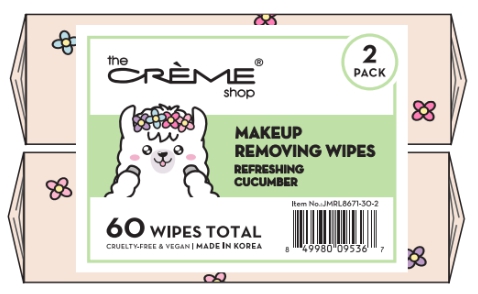 the
CRÈME®
shop
2
PACK
MAKEUP
REMOVING WIPES
REFRESHING
CUCUMBER
Item No.:JMRL8671-30-2
60 WIPES TOTAL
CRUELTY-FREE & VEGAN | MADE IN KOREA
8 49980 09536 7